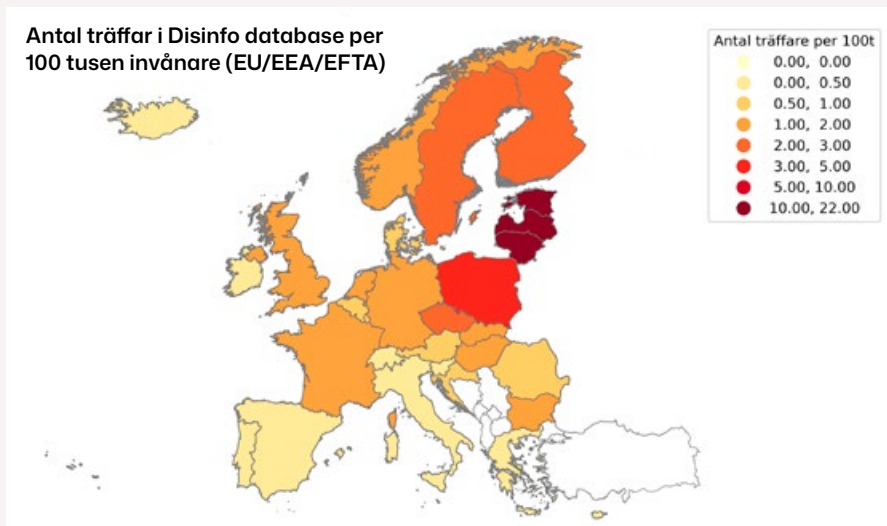 Antal träffar i Disinfo database per
100 tusen invånare (EU/EEA/EFTA)
Antal träffare per 100t
0.00, 0.00
0.00, 0.50
0.50, 1.00
1.00, 2.00
2.00, 3.00
3.00, 5.00
5.00, 10.00
10.00, 22.00